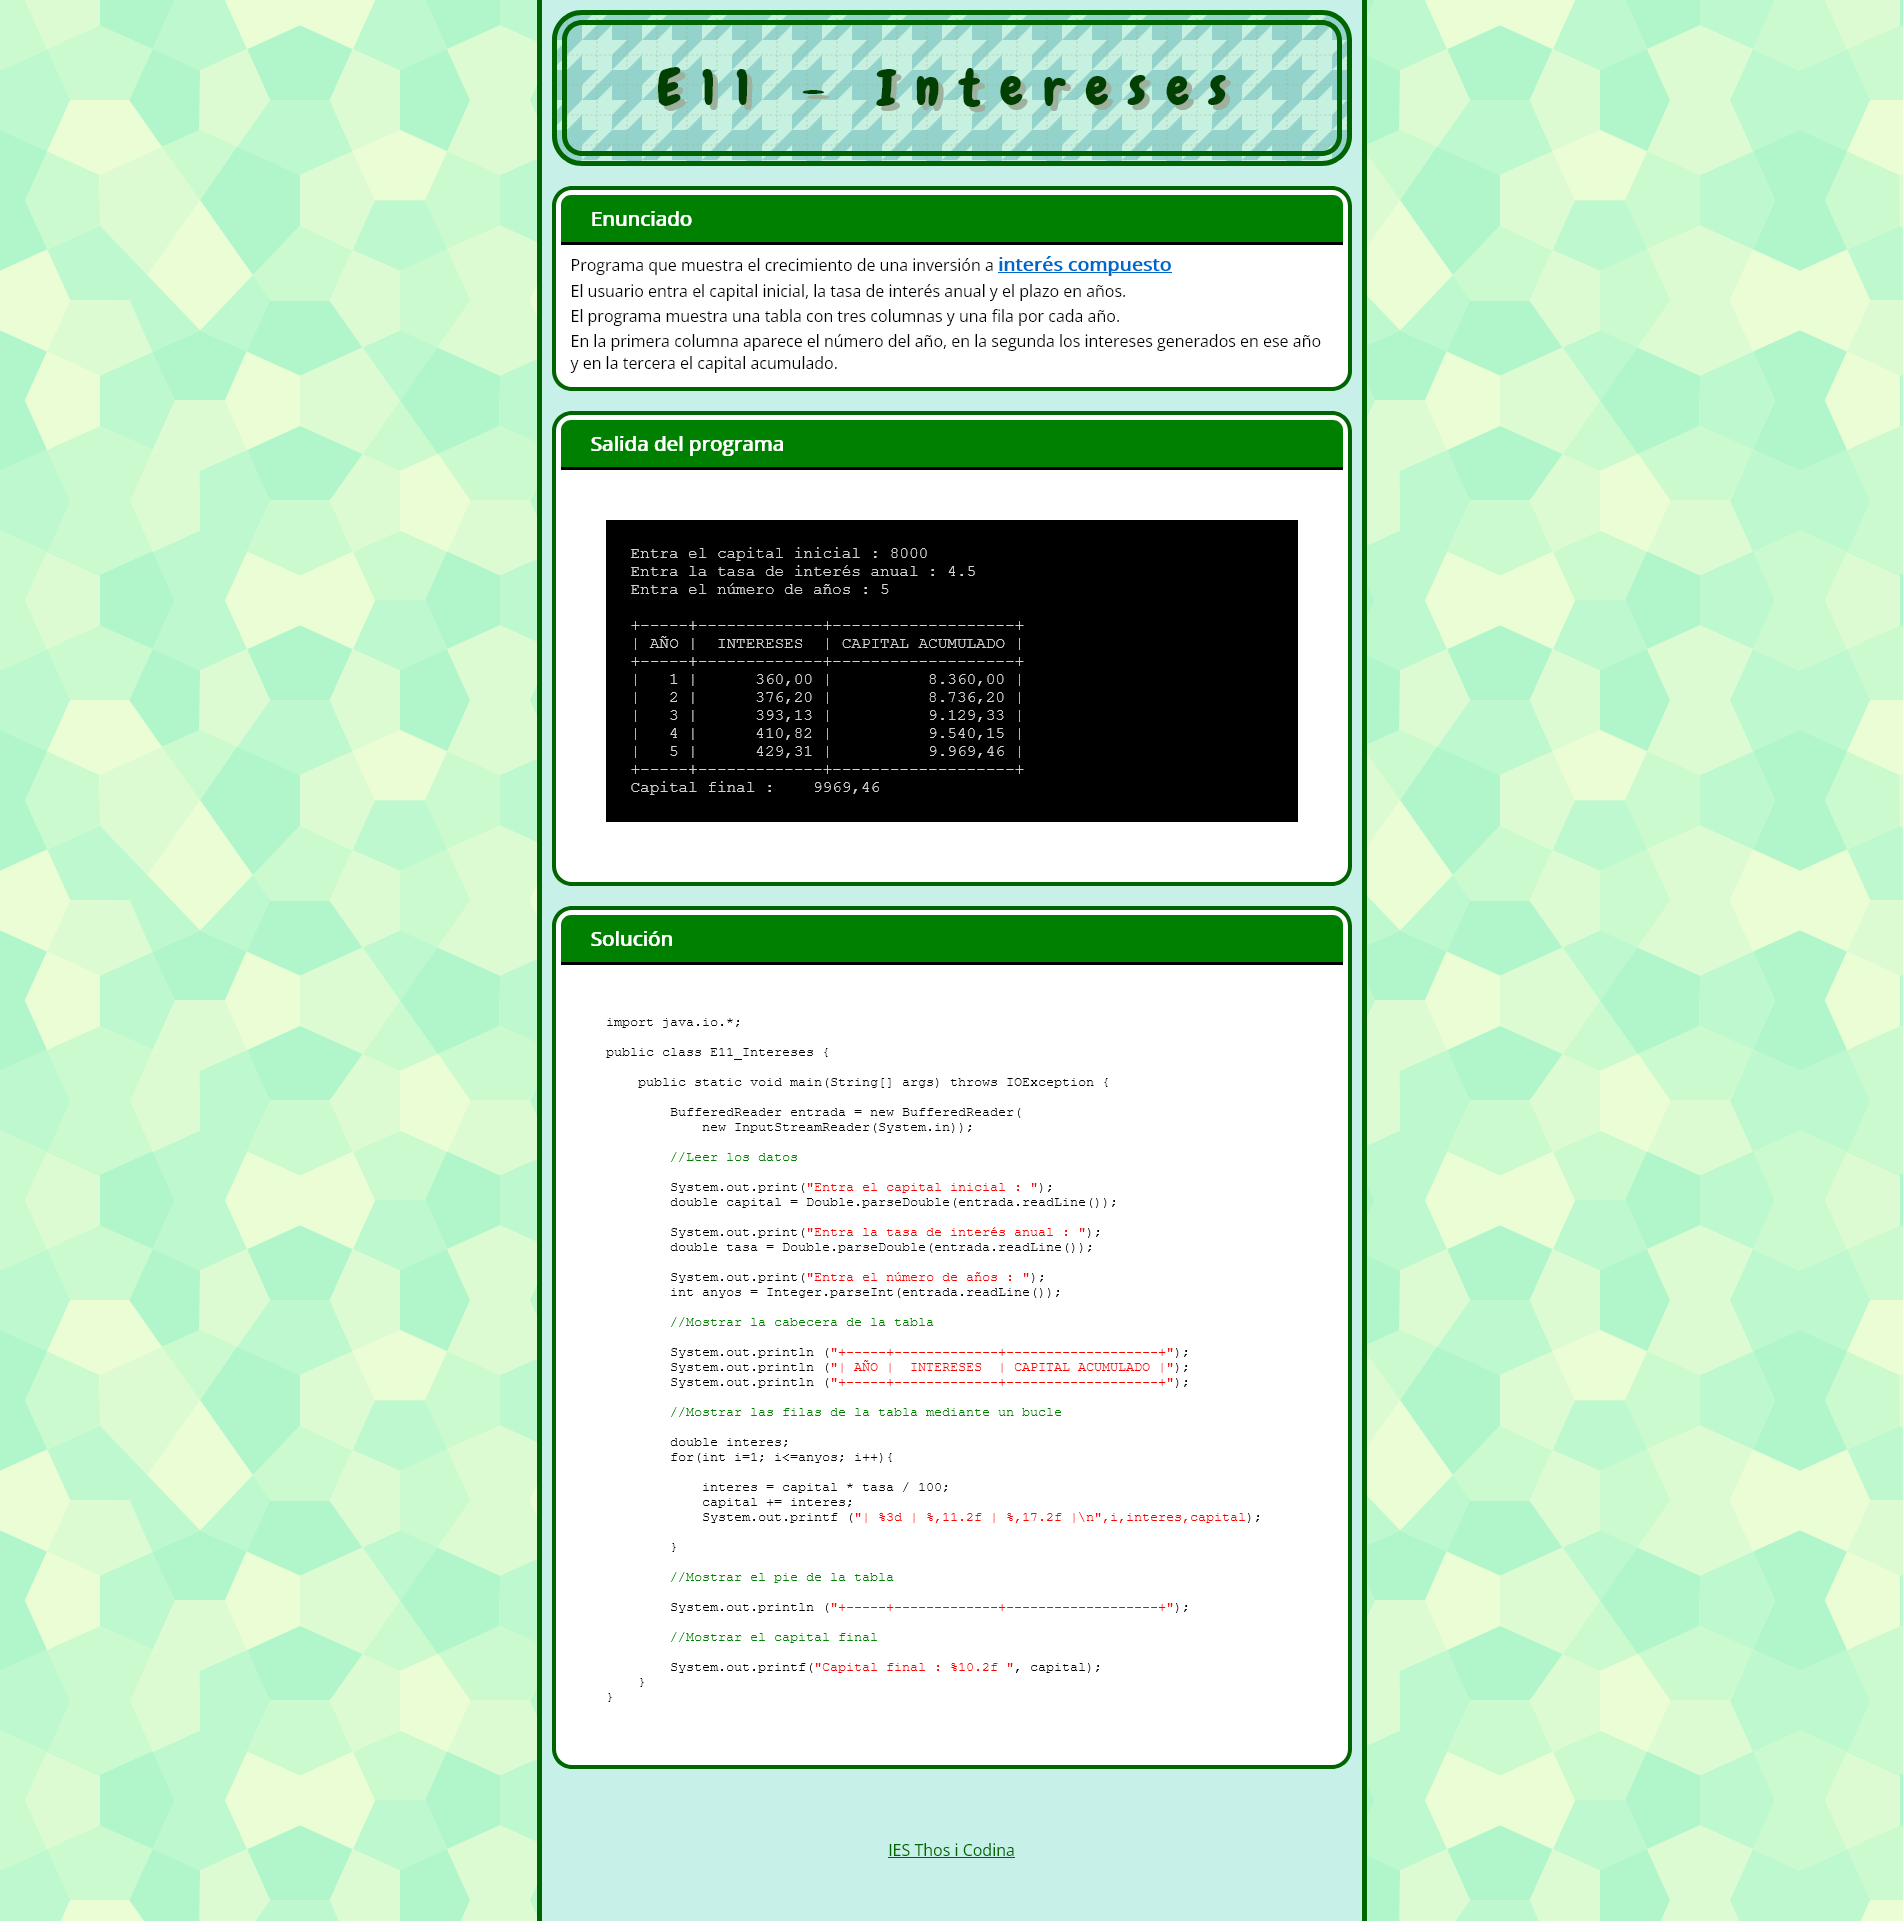 E11 - Intereses
Enunciado
Programa que muestra el crecimiento de una inversión a interés compuesto
El usuario entra el capital inicial, la tasa de interés anual y el plazo en años.
El programa muestra una tabla con tres columnas y una fila por cada año.
En la primera columna aparece el número del año, en la segunda los intereses generados en ese año
y en la tercera el capital acumulado.
Salida del programa
Entra el capital inicial : 8000
Entra la tasa de interés anual : 4.5
Entra el número de años : 5
+-----+-------------+-------------------+
| AÑO |  INTERESES  | CAPITAL ACUMULADO |
+-----+-------------+-------------------+
|   1 |      360,00 |          8.360,00 |
|   2 |      376,20 |          8.736,20 |
|   3 |      393,13 |          9.129,33 |
|   4 |      410,82 |          9.540,15 |
|   5 |      429,31 |          9.969,46 |
+-----+-------------+-------------------+
Capital final :    9969,46
Solución
import java.io.*;
public class E11_Intereses {
    public static void main(String[] args) throws IOException {
        BufferedReader entrada = new BufferedReader(
            new InputStreamReader(System.in));
        //Leer los datos
        System.out.print("Entra el capital inicial : ");
        double capital = Double.parseDouble(entrada.readLine());
        System.out.print("Entra la tasa de interés anual : ");
        double tasa = Double.parseDouble(entrada.readLine());
        System.out.print("Entra el número de años : ");
        int anyos = Integer.parseInt(entrada.readLine());
        //Mostrar la cabecera de la tabla
        System.out.println ("+-----+-------------+-------------------+");
        System.out.println ("| AÑO |  INTERESES  | CAPITAL ACUMULADO |");
        System.out.println ("+-----+-------------+-------------------+");
        //Mostrar las filas de la tabla mediante un bucle
        double interes;
        for(int i=1; i<=anyos; i++){
            interes = capital * tasa / 100;
            capital += interes;
            System.out.printf ("| %3d | %,11.2f | %,17.2f |\n",i,interes,capital);
        }
        //Mostrar el pie de la tabla
        System.out.println ("+-----+-------------+-------------------+");
        //Mostrar el capital final
        System.out.printf("Capital final : %10.2f ", capital);
    }
}
IES Thos i Codina